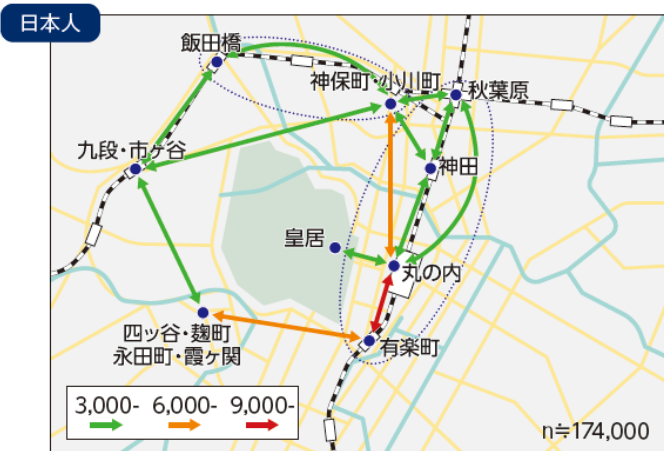 日本人
飯田橋
神保町・小川町
秋葉原
九段・市ヶ谷
神田
皇居
丸の内
四ッ谷・麹町
永田町・霞ヶ関
有楽町
3,000- 6,000- 9,000-
n≒174,000